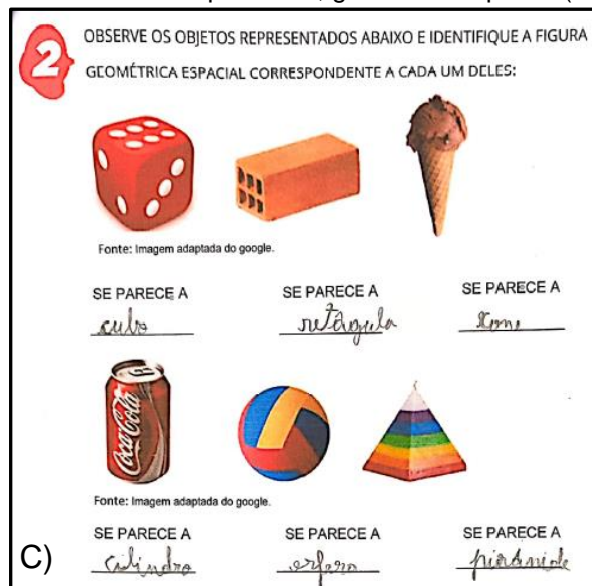 2 OBSERVE OS OBJETOS REPRESENTADOS ABAIXO E IDENTIFIQUE A FIGURA
GEOMÉTRICA ESPACIAL CORRESPONDENTE A CADA UM DELES:
Fonte: Imagem adaptada do google.
SE PARECE A SE PARECE A SE PARECE A
cubo retângula
Coca-Cola
Fonte: Imagem adaptada do google.
SE PARECE A SE PARECE A SE PARECE A
C) cilindro esfera pirâmide